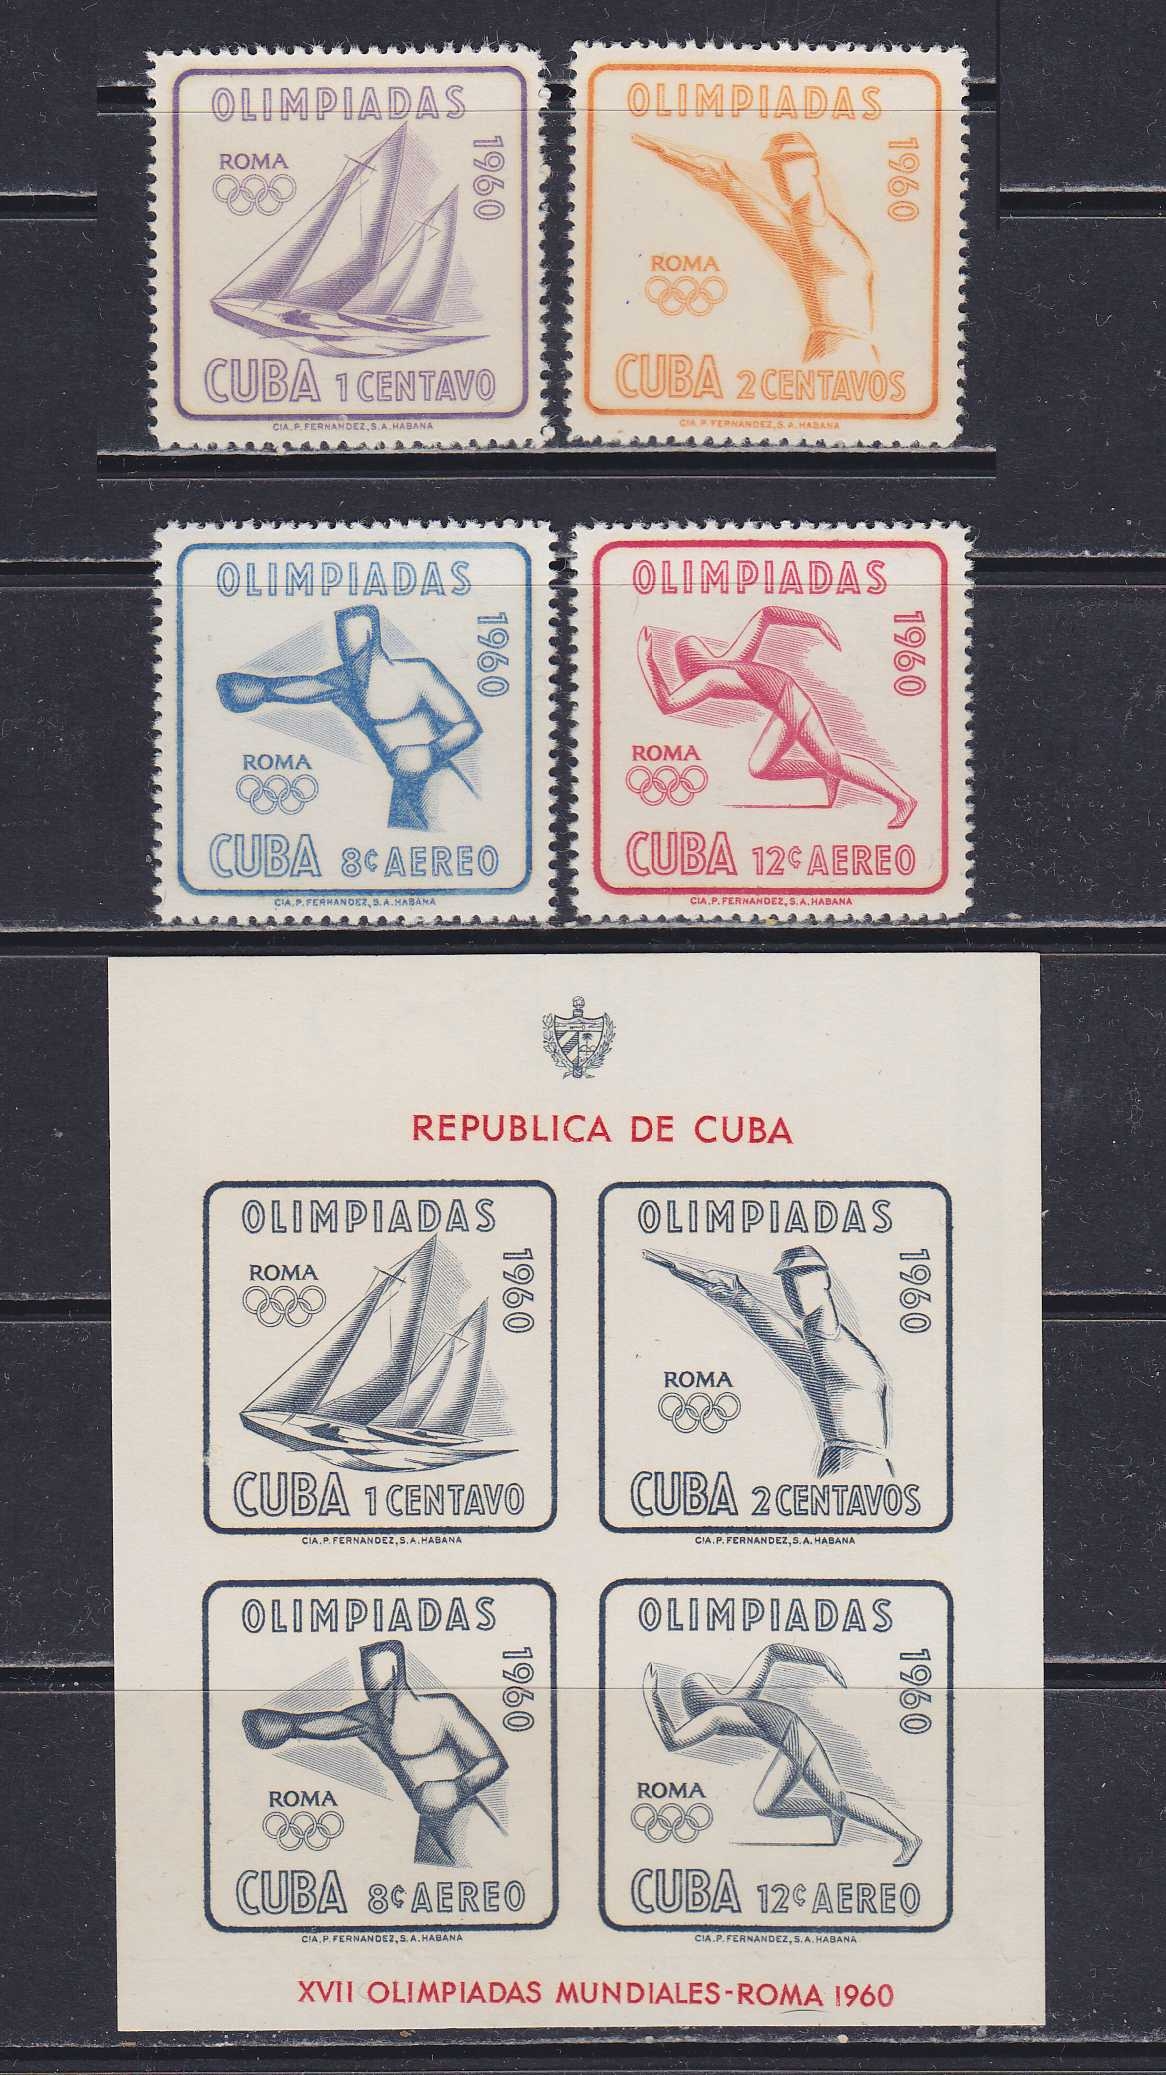 OLIMPIADAS
1960
ROMA
CUBA 1 CENTAVO
CIA. P. FERNANDEZ, S. A. HABANA
OLIMPIADAS
1960
ROMA
CUBA 2 CENTAVOS
CIA. P. FERNANDEZ, S. A. HABANA
OLIMPIADAS
1960
ROMA
CUBA 8¢ AEREO
CIA. P. FERNANDEZ, S. A. HABANA
OLIMPIADAS
1960
ROMA
CUBA 12¢ AEREO
CIA. P. FERNANDEZ, S. A. HABANA
REPUBLICA DE CUBA
OLIMPIADAS
1960
ROMA
CUBA 1 CENTAVO
CIA. P. FERNANDEZ, S. A. HABANA
OLIMPIADAS
1960
ROMA
CUBA 2 CENTAVOS
CIA. P. FERNANDEZ, S. A. HABANA
OLIMPIADAS
1960
ROMA
CUBA 8¢ AEREO
CIA. P. FERNANDEZ, S. A. HABANA
OLIMPIADAS
1960
ROMA
CUBA 12¢ AEREO
CIA. P. FERNANDEZ, S. A. HABANA
XVII OLIMPIADAS MUNDIALES-ROMA 1960